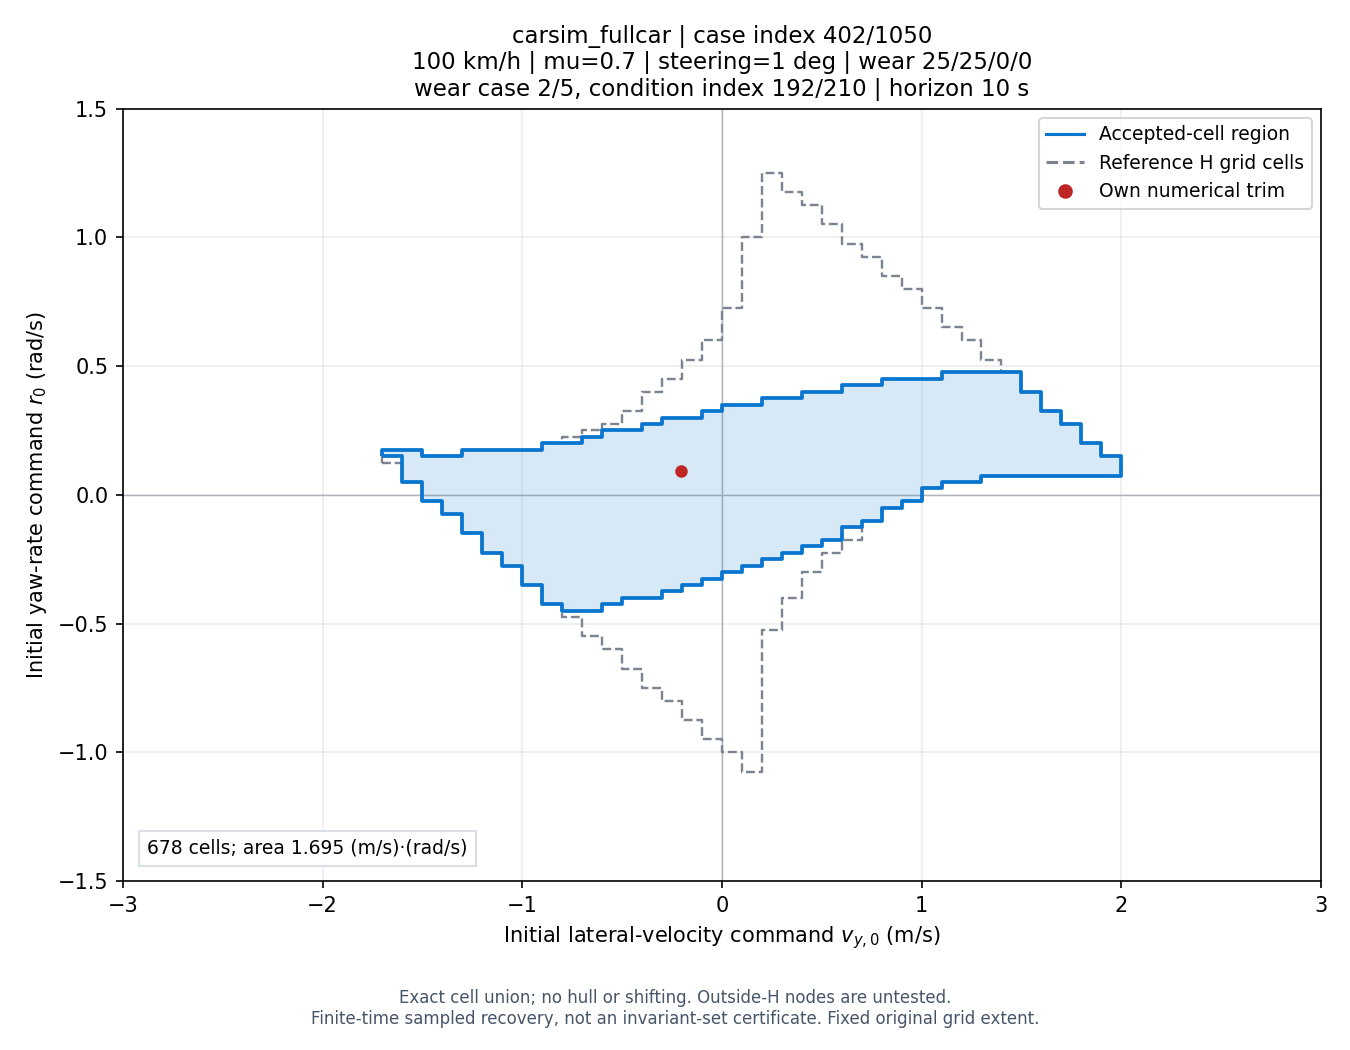 carsim_fullcar | case index 402/1050
100 km/h | mu=0.7 | steering=1 deg | wear 25/25/0/0
wear case 2/5, condition index 192/210 | horizon 10 s
Accepted-cell region
Reference H grid cells
Own numerical trim
1.5
1.0
0.5
0.0
−0.5
−1.0
−1.5
Initial yaw-rate command r0 (rad/s)
678 cells; area 1.695 (m/s)·(rad/s)
−3
−2
−1
0
1
2
3
Initial lateral-velocity command vy,0 (m/s)
Exact cell union; no hull or shifting. Outside-H nodes are untested.
Finite-time sampled recovery, not an invariant-set certificate. Fixed original grid extent.